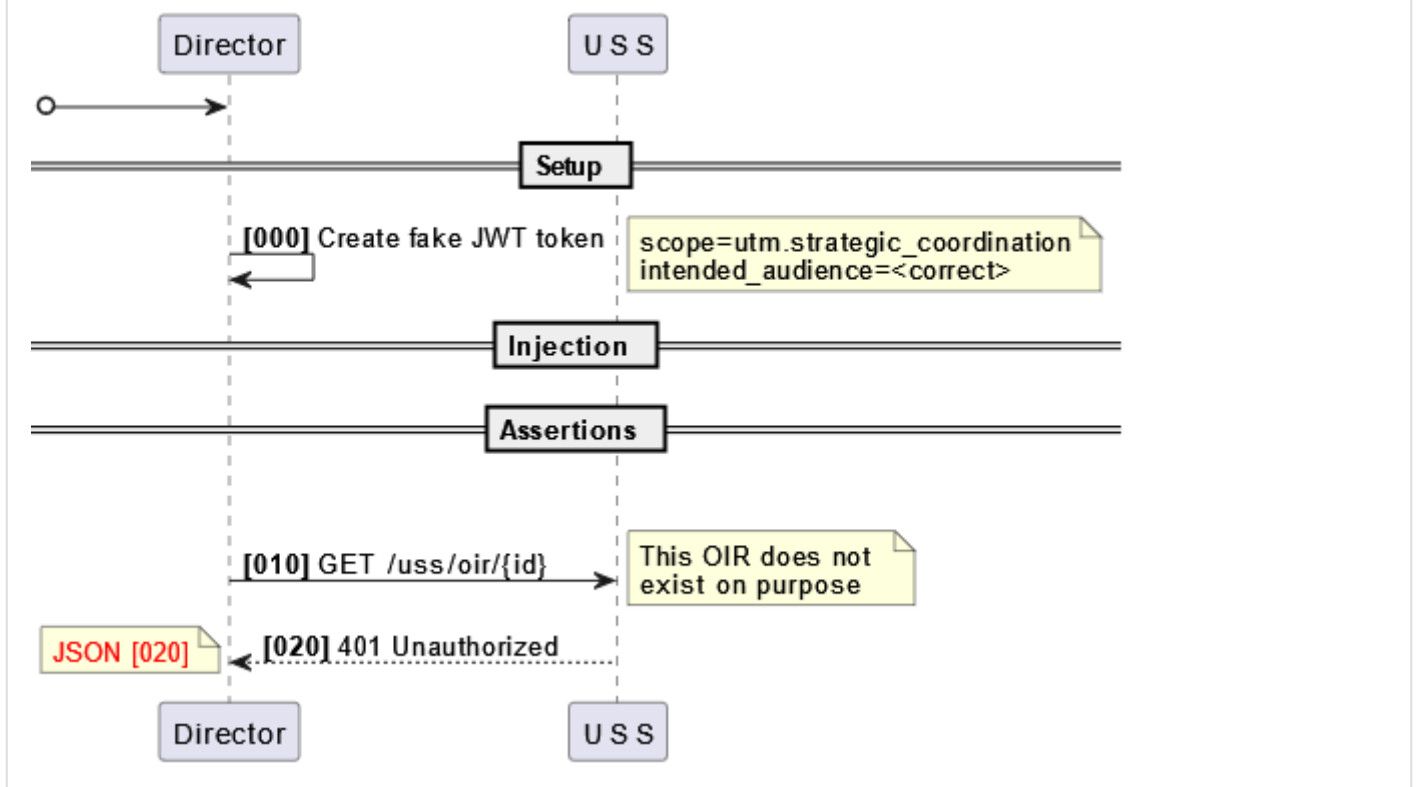 Director
U S S
Setup
[000] Create fake JWT token
scope=utm.strategic_coordination
intended_audience=<correct>
Injection
Assertions
[010] GET /uss/oir/{id}
This OIR does not
exist on purpose
JSON [020]
[020] 401 Unauthorized
Director
U S S